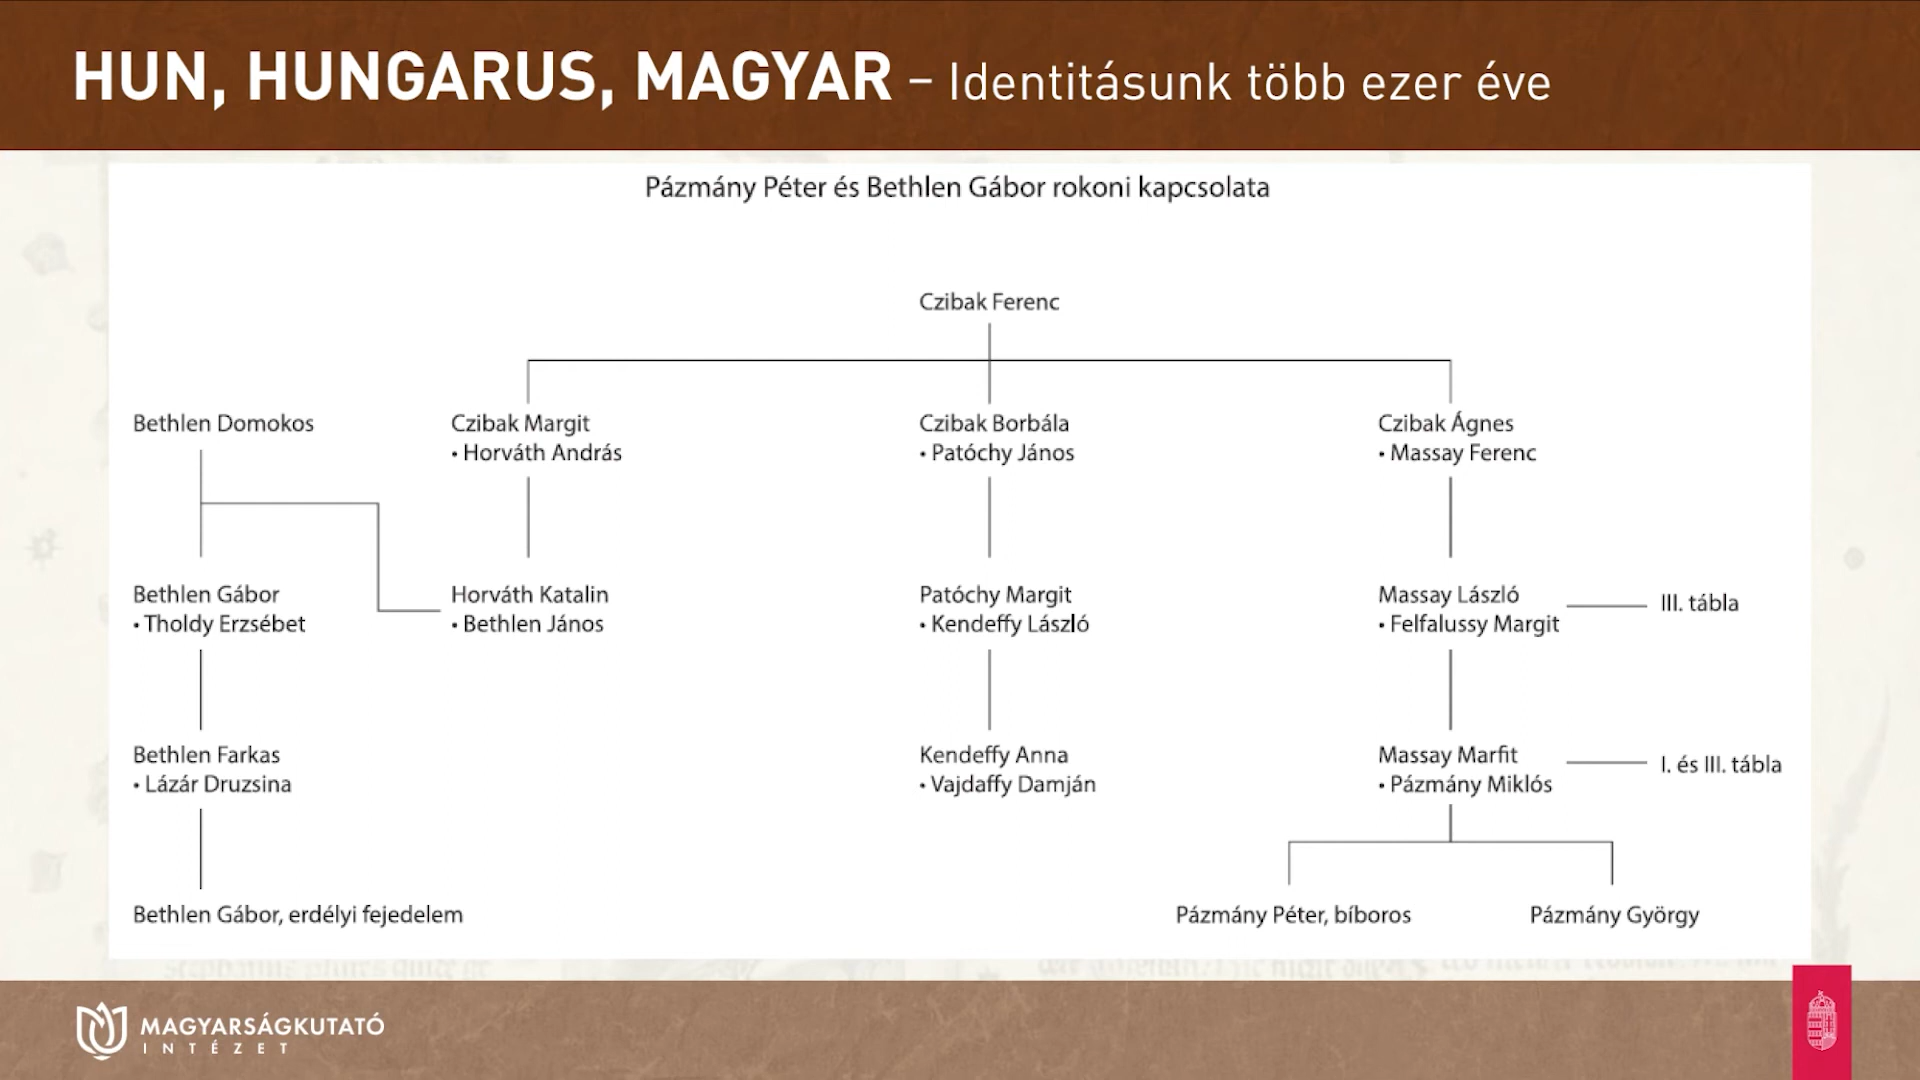 HUN, HUNGARUS, MAGYAR – Identitásunk több ezer éve
Pázmány Péter és Bethlen Gábor rokoni kapcsolata
Czibak Ferenc
Bethlen Domokos
Czibak Margit
• Horváth András
Czibak Borbála
• Patóchy János
Czibak Ágnes
• Massay Ferenc
Bethlen Gábor
• Tholdy Erzsébet
Horváth Katalin
• Bethlen János
Patóchy Margit
• Kendeffy László
Massay László
• Felfalussy Margit
III. tábla
Bethlen Farkas
• Lázár Druzsina
Kendeffy Anna
• Vajdaffy Damján
Massay Marfit
• Pázmány Miklós
I. és III. tábla
Bethlen Gábor, erdélyi fejedelem
Pázmány Péter, bíboros
Pázmány György
MAGYARSÁGKUTATÓ
INTÉZET